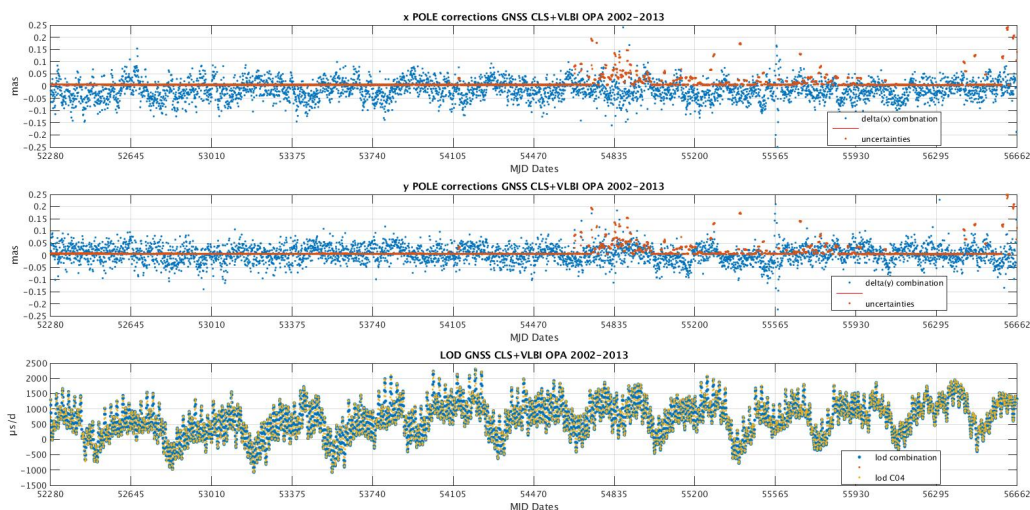 x POLE corrections GNSS CLS+VLBI OPA 2002-2013
0.25
0.2
0.15
0.1
0.05
0
-0.05
-0.1
-0.15
-0.2
-0.25
mas
delta(x) combnation
uncertainties
52280 52645 53010 53375 53740 54105 54470 54835 55200 55565 55930 56295 56662
MJD Dates
y POLE corrections GNSS CLS+VLBI OPA 2002-2013
0.25
0.2
0.15
0.1
0.05
0
-0.05
-0.1
-0.15
-0.2
-0.25
mas
delta(y) combination
uncertainties
52280 52645 53010 53375 53740 54105 54470 54835 55200 55565 55930 56295 56662
MJD Dates
LOD GNSS CLS+VLBI OPA 2002-2013
2500
2000
1500
1000
500
0
-500
-1000
-1500
µs/d
lod combination
lod C04
52280 52645 53010 53375 53740 54105 54470 54835 55200 55565 55930 56295 56662
MJD Dates